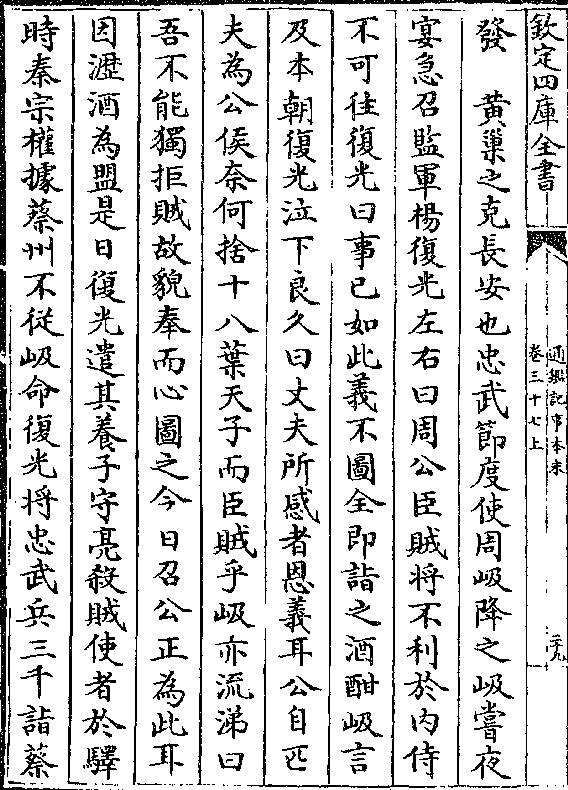 欽定四庫全書
通鑑紀事本末
卷三十七上
二十九
發　黄巢之克長安也忠武節度使周岌降之岌嘗夜
宴急召監軍楊復光左右曰周公臣賊將不利於内侍
不可往復光曰事已如此義不圖全即詣之酒酣岌言
及本朝復光泣下良久曰丈夫所感者恩義耳公自匹
夫為公侯奈何捨十八葉天子而臣賊乎岌亦流涕曰
吾不能獨拒賊故貌奉而心圖之今日召公正為此耳
因瀝酒為盟是日復光遣其養子守亮殺賊使者於驛
時秦宗權據蔡州不從岌命復光將忠武兵三千詣蔡